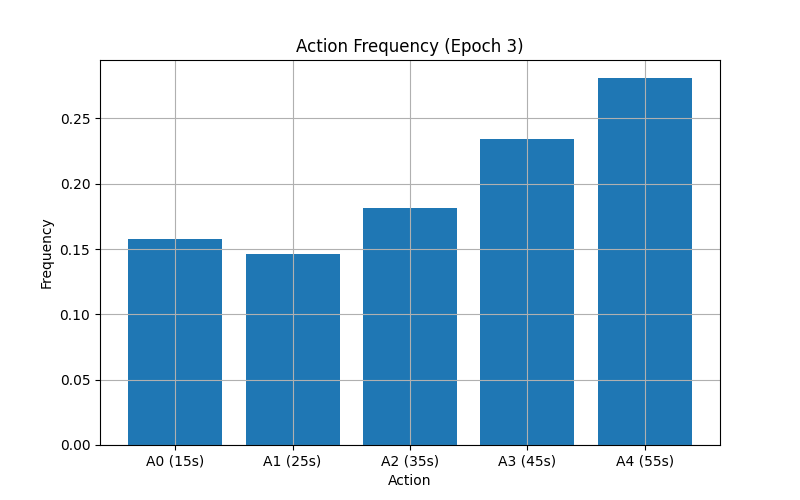 Action Frequency (Epoch 3)
Frequency
0.25
0.20
0.15
0.10
0.05
0.00
A0 (15s) A1 (25s) A2 (35s) A3 (45s) A4 (55s)
Action